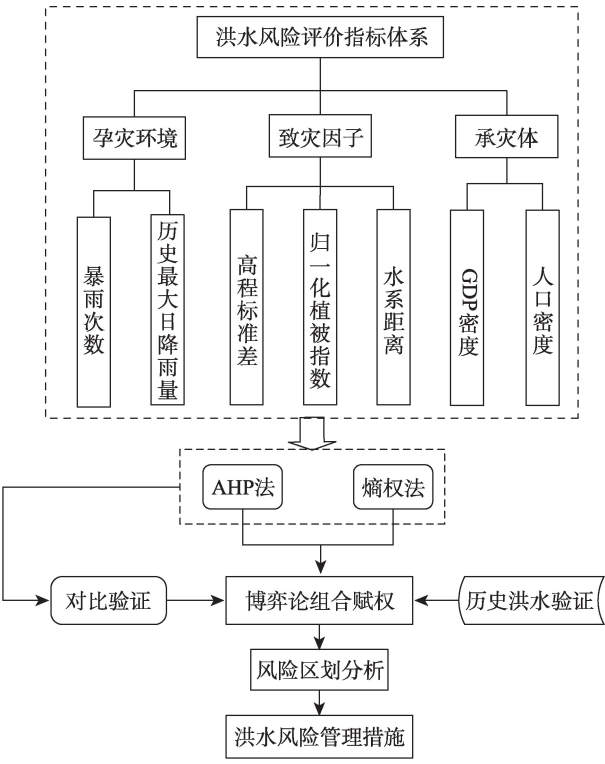 洪水风险评价指标体系
孕灾环境
致灾因子
承灾体
暴雨次数
历史最大日降雨量
高程标准差
归一化植被指数
水系距离
GDP密度
人口密度
AHP法
熵权法
对比验证
博弈论组合赋权
历史洪水验证
风险区划分析
洪水风险管理措施